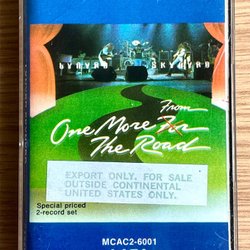 LYNYRD SKYNYRD
One More From
For
The Road
EXPORT ONLY. FOR SALE
OUTSIDE CONTINENTAL
UNITED STATES ONLY.
Special priced
2-record set
MCAC2-6001